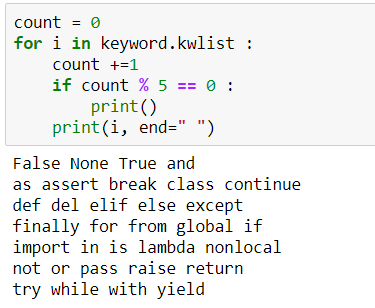 count = 0
for i in keyword.kwlist :
    count +=1
    if count % 5 == 0 :
        print()
    print(i, end=" ")
False None True and
as assert break class continue
def del elif else except
finally for from global if
import in is lambda nonlocal
not or pass raise return
try while with yield